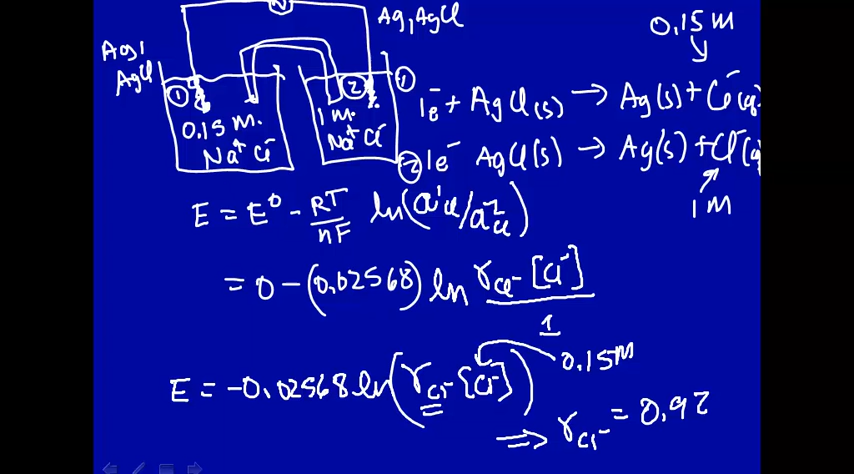 N
Ag, AgCl
0.15 M
Ag,
AgCl
① ② ①
1e⁻ + AgCl(s) → Ag(s) + Cl⁻(aq
0.15 M.
Na⁺ Cl⁻
1 M.
Na⁺ Cl⁻
② 1e⁻ AgCl(s) → Ag(s) + Cl⁻(aq
1 M
E = E° - RT/nF ln(a¹Cl/a²Cl)
= 0 - (0.02568) ln γCl⁻ [Cl⁻]
1
E = -0.02568 ln(γCl⁻ [Cl⁻])
0.15 M
⇒ γCl⁻ = 0.92